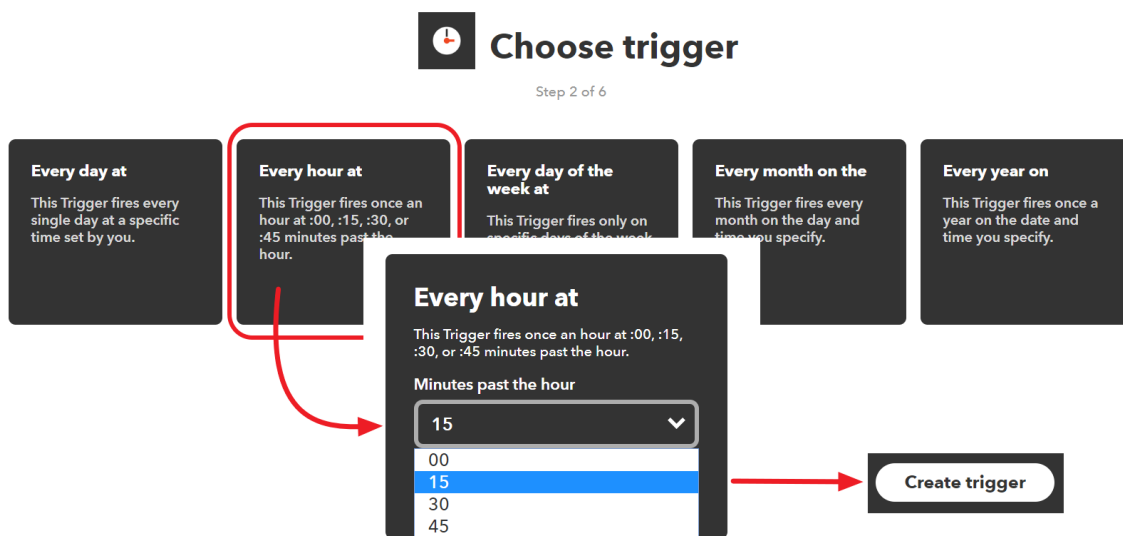 Choose trigger
Step 2 of 6
Every day at
This Trigger fires every
single day at a specific
time set by you.
Every hour at
This Trigger fires once an
hour at :00, :15, :30, or
:45 minutes past the
hour.
Every day of the
week at
This Trigger fires only on
specific days of the week
Every month on the
This Trigger fires every
month on the day and
time you specify.
Every year on
This Trigger fires once a
year on the date and
time you specify.
Every hour at
This Trigger fires once an hour at :00, :15,
:30, or :45 minutes past the hour.
Minutes past the hour
15
00
15
30
45
Create trigger